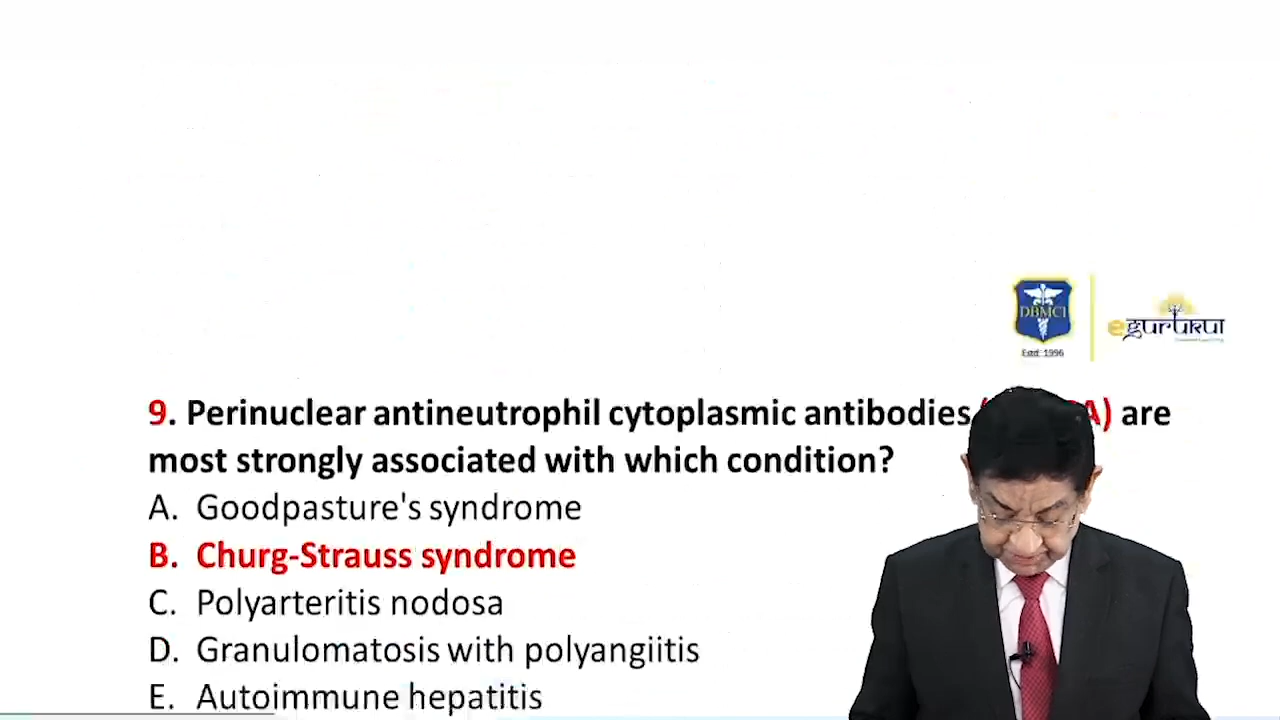 DBMCI
Estd. 1996
egurukul
9. Perinuclear antineutrophil cytoplasmic antibodies are
most strongly associated with which condition?
A. Goodpasture's syndrome
B. Churg-Strauss syndrome
C. Polyarteritis nodosa
D. Granulomatosis with polyangiitis
E. Autoimmune hepatitis